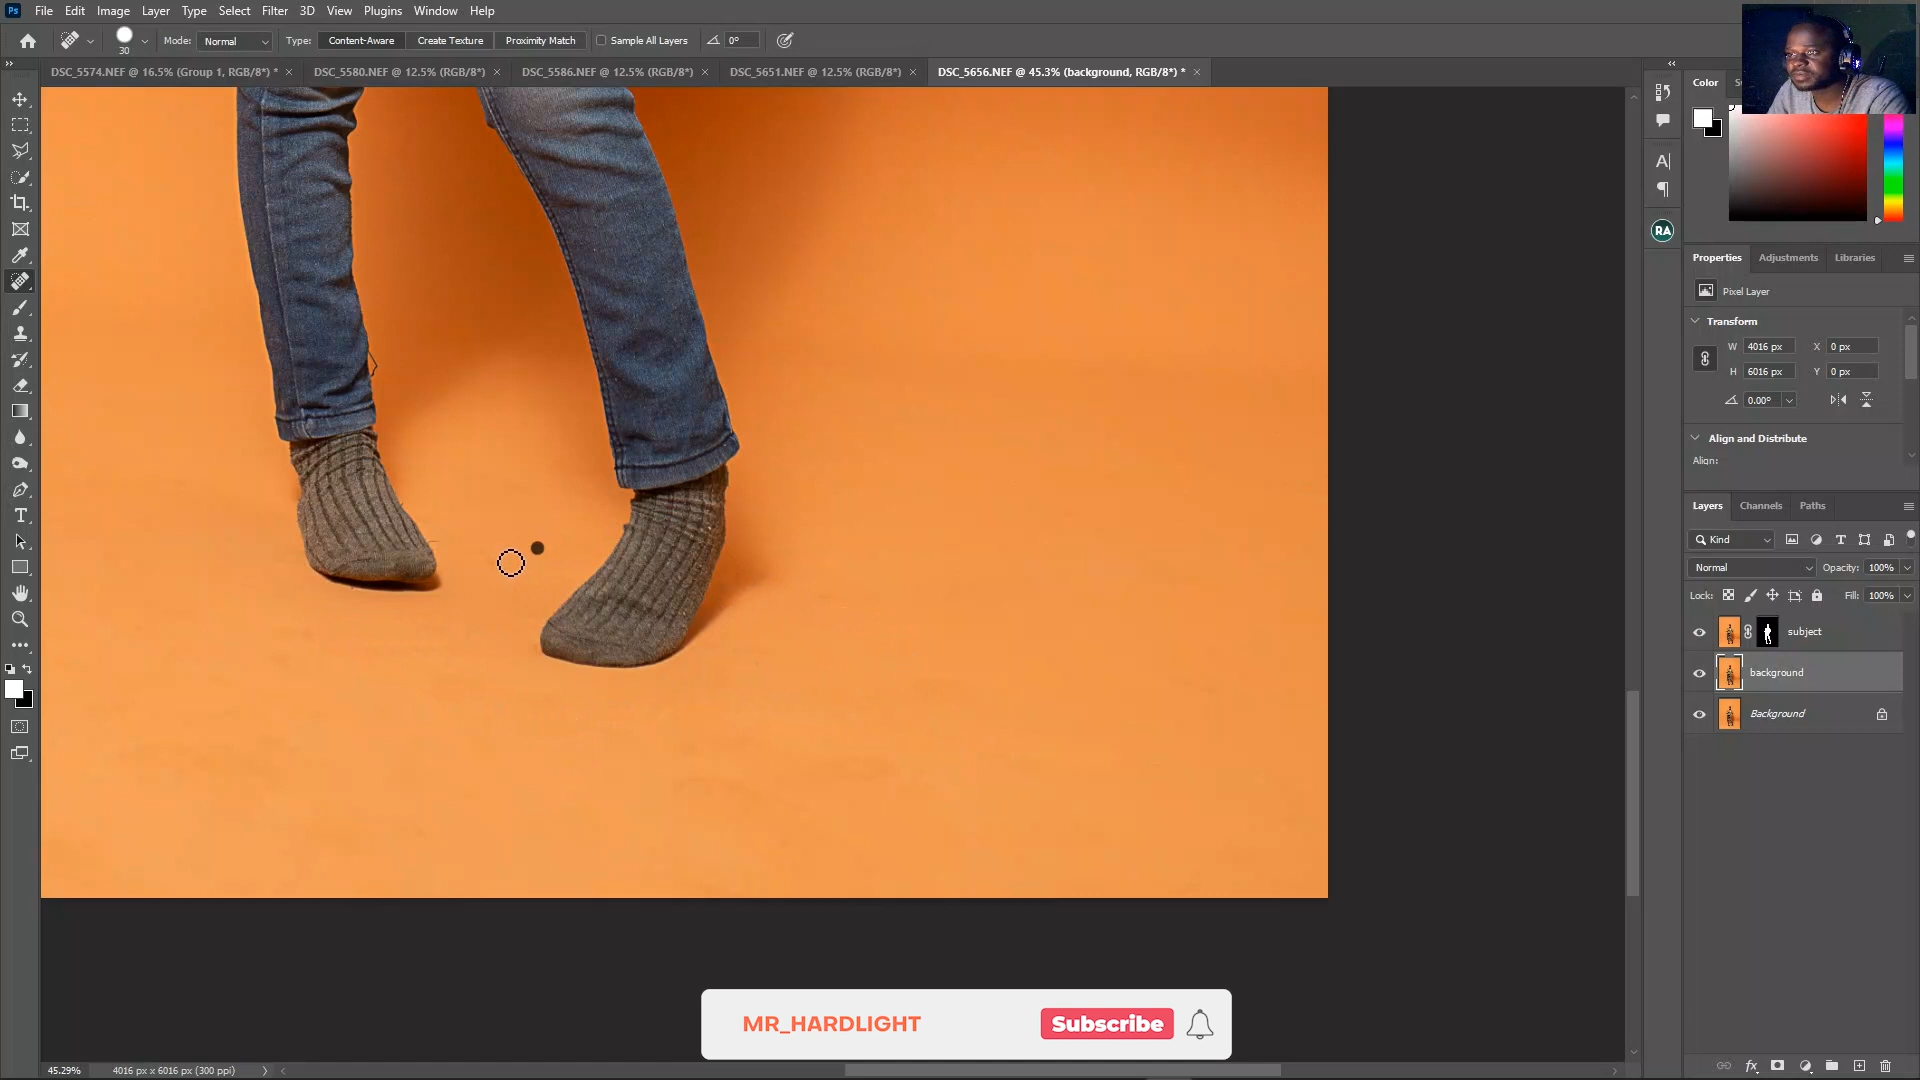 Ps File Edit Image Layer Type Select Filter 3D View Plugins Window Help
30 Mode: Normal Type: Content-Aware Create Texture Proximity Match Sample All Layers 0°
DSC_5574.NEF @ 16.5% (Group 1, RGB/8*) * × DSC_5580.NEF @ 12.5% (RGB/8*) × DSC_5586.NEF @ 12.5% (RGB/8*) × DSC_5651.NEF @ 12.5% (RGB/8*) × DSC_5656.NEF @ 45.3% (background, RGB/8*) * ×
Color
RA
Properties Adjustments Libraries
Pixel Layer
Transform
W 4016 px X 0 px
H 6016 px Y 0 px
0.00°
Align and Distribute
Align:
Layers Channels Paths
Kind
Normal Opacity: 100%
Lock: Fill: 100%
subject
background
Background
MR_HARDLIGHT Subscribe
45.29% 4016 px x 6016 px (300 ppi)